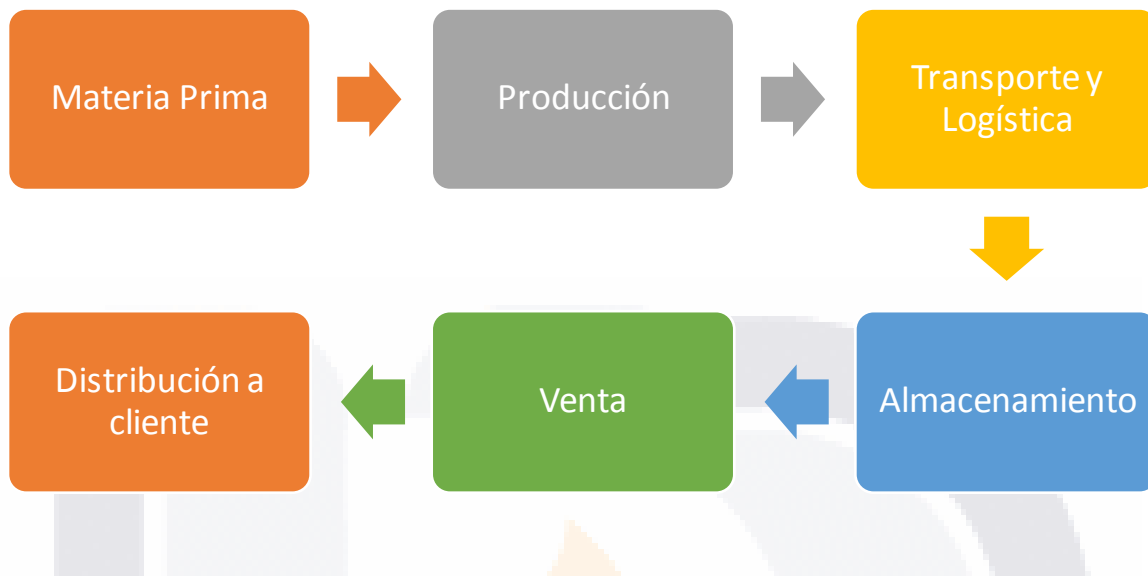 Materia Prima
Producción
Transporte y
Logística
Almacenamiento
Venta
Distribución a
cliente